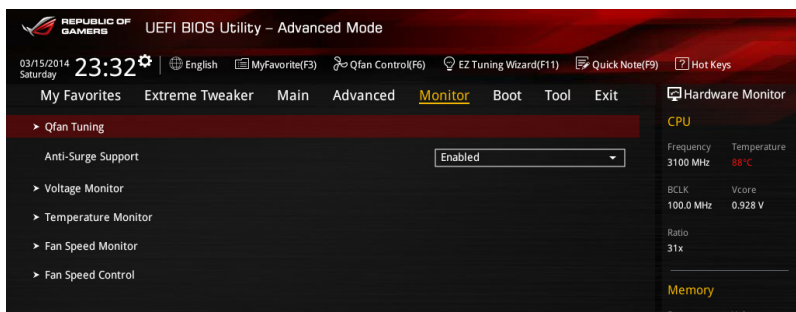 REPUBLIC OF
GAMERS
UEFI BIOS Utility – Advanced Mode
03/15/2014
Saturday
23:32
English
MyFavorite(F3)
Qfan Control(F6)
EZ Tuning Wizard(F11)
Quick Note(F9)
? Hot Keys
My Favorites
Extreme Tweaker
Main
Advanced
Monitor
Boot
Tool
Exit
Hardware Monitor
> Qfan Tuning
Anti-Surge Support
Enabled
> Voltage Monitor
> Temperature Monitor
> Fan Speed Monitor
> Fan Speed Control
CPU
Frequency Temperature
3100 MHz 88°C
BCLK Vcore
100.0 MHz 0.928 V
Ratio
31x
Memory